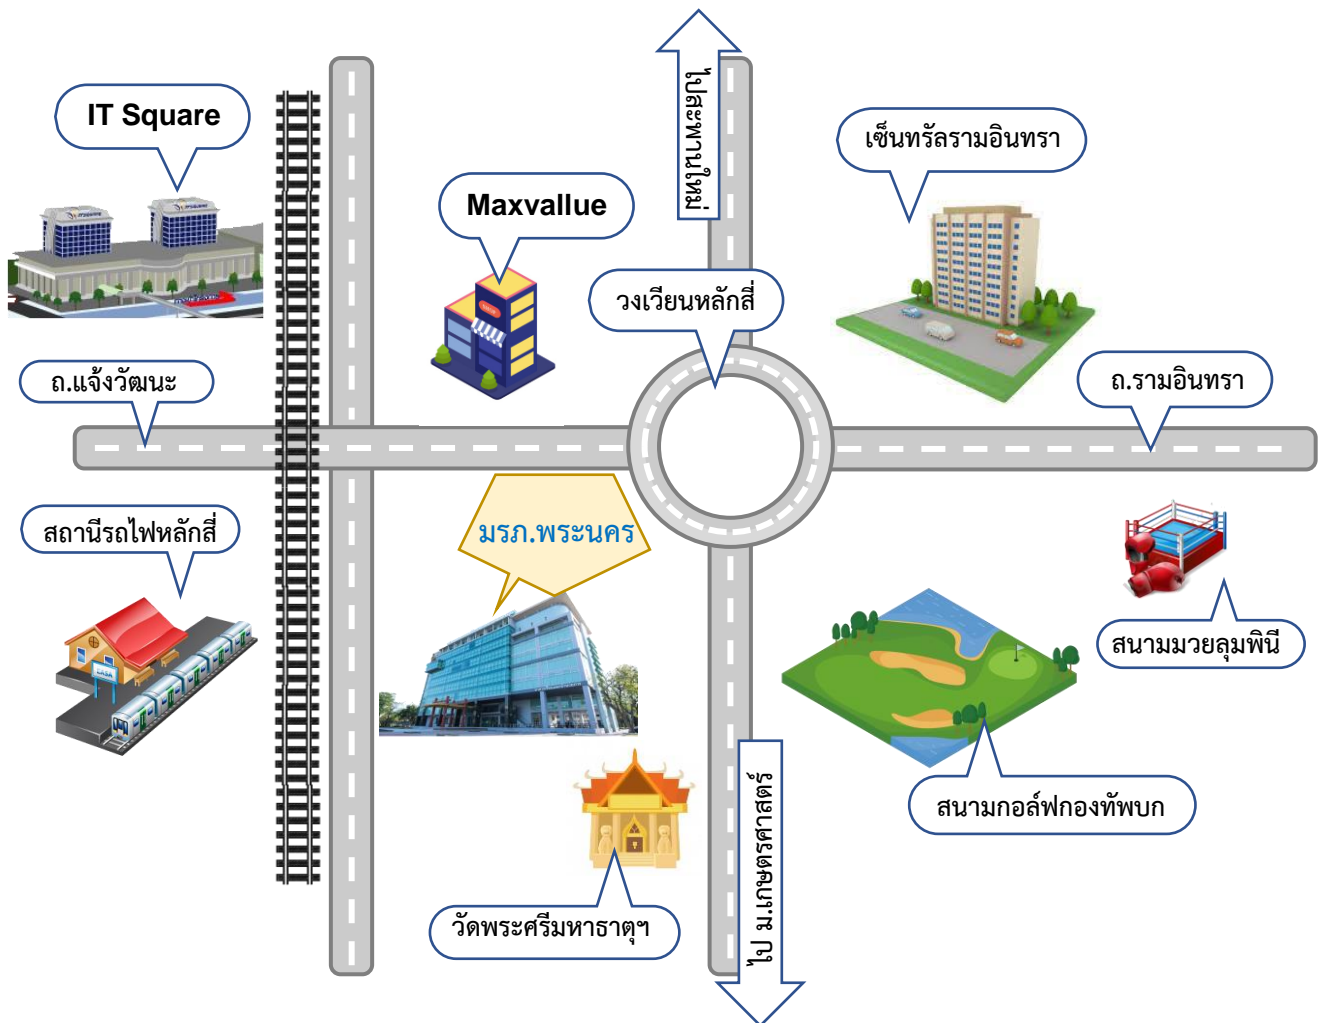 IT Square
ไปสะพานใหม่
เซ็นทรัลรามอินทรา
Maxvallue
วงเวียนหลักสี่
ถ.แจ้งวัฒนะ
ถ.รามอินทรา
สถานีรถไฟหลักสี่
มรภ.พระนคร
สนามมวยลุมพินี
สนามกอล์ฟกองทัพบก
วัดพระศรีมหาธาตุฯ
ไป ม.เกษตรศาสตร์